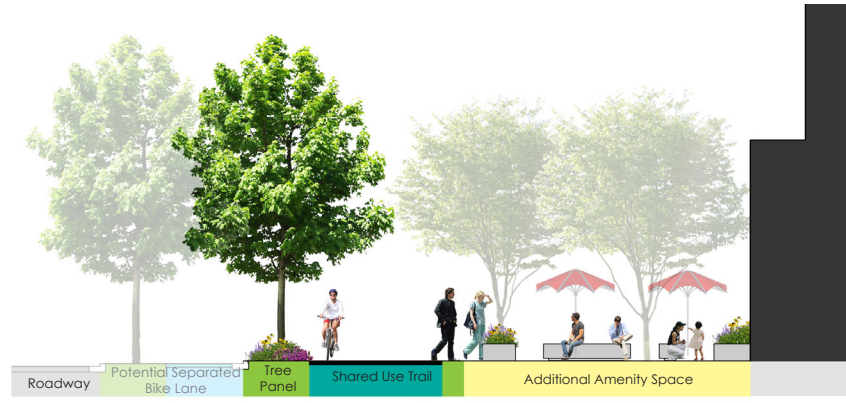 Roadway
Potential Separated
Bike Lane
Tree
Panel
Shared Use Trail
Additional Amenity Space